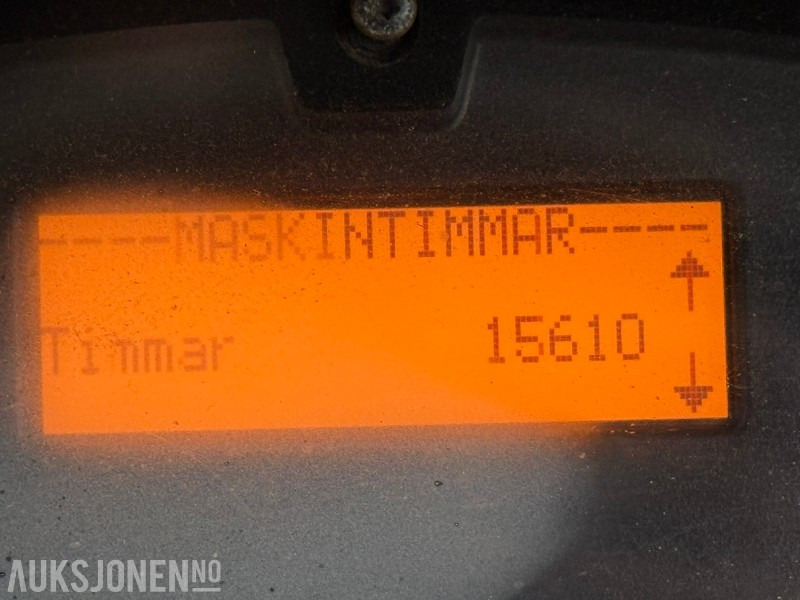 ----MASKINTIMMAR----
Timmar 15610
AUKSJONEN.NO